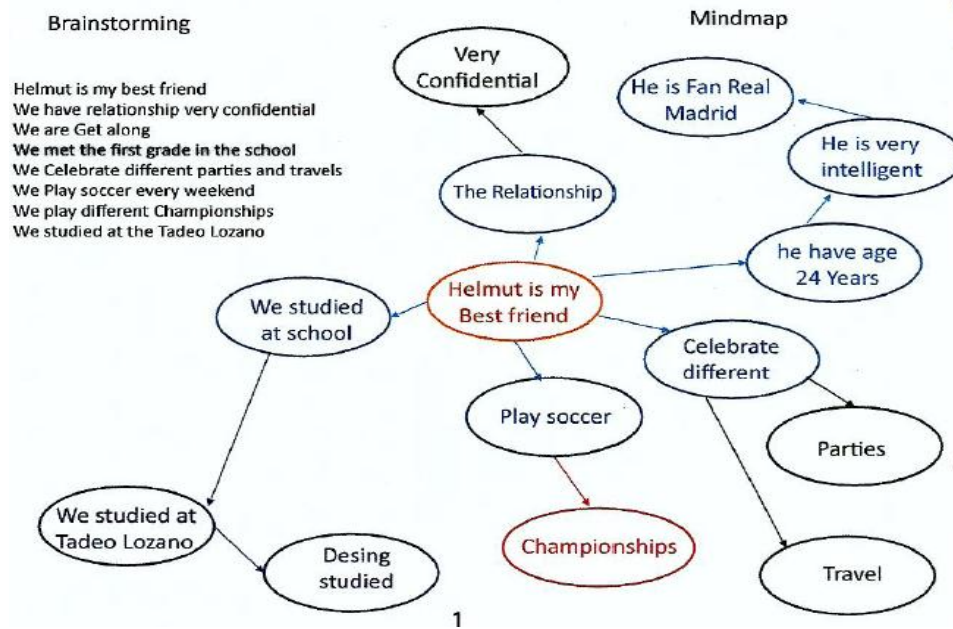 Brainstorming
Mindmap
Helmut is my best friend
We have relationship very confidential
We are Get along
We met the first grade in the school
We Celebrate different parties and travels
We Play soccer every weekend
We play different Championships
We studied at the Tadeo Lozano
Very
Confidential
He is Fan Real
Madrid
He is very
intelligent
The Relationship
he have age
24 Years
Helmut is my
Best friend
We studied
at school
Celebrate
different
Play soccer
Parties
We studied at
Tadeo Lozano
Desing
studied
Championships
Travel
1